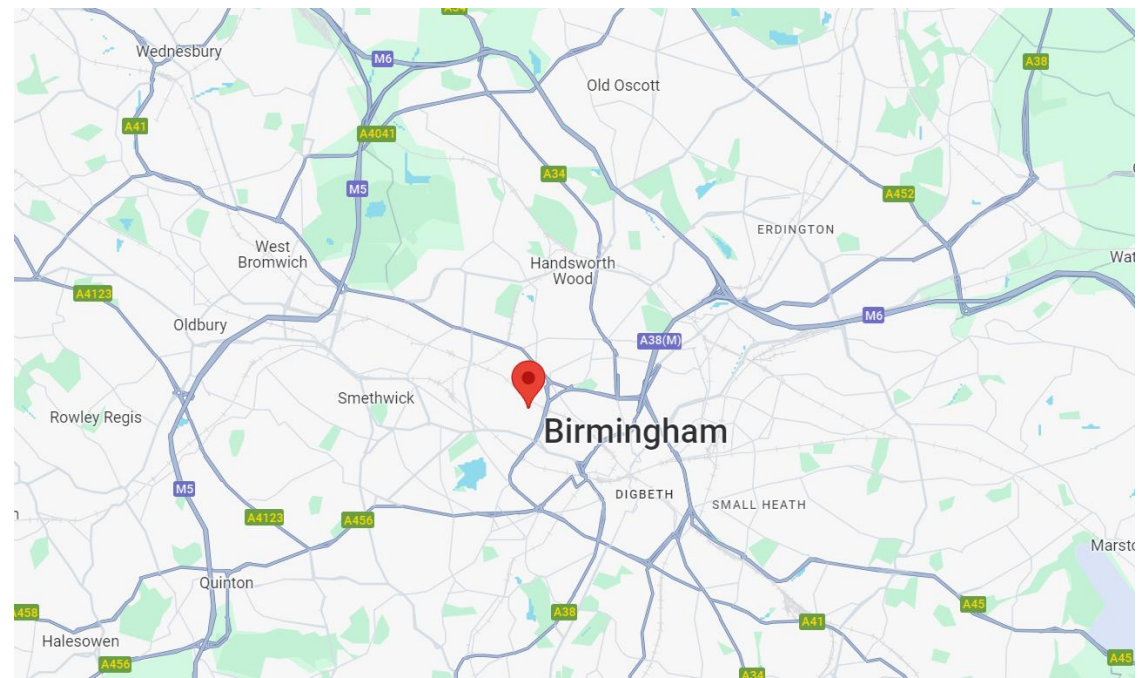 A34
Wednesbury
M6
A38
Old Oscott
A41
A4041
A34
M5
A452
ERDINGTON
West
Bromwich
Handsworth
Wood
Wat
A4123
M6
Oldbury
A38(M)
Smethwick
Rowley Regis
Birmingham
M5
DIGBETH
SMALL HEATH
A4123
A456
Marsto
Quinton
A458
A38
A45
A41
Halesowen
A456
A45
A34